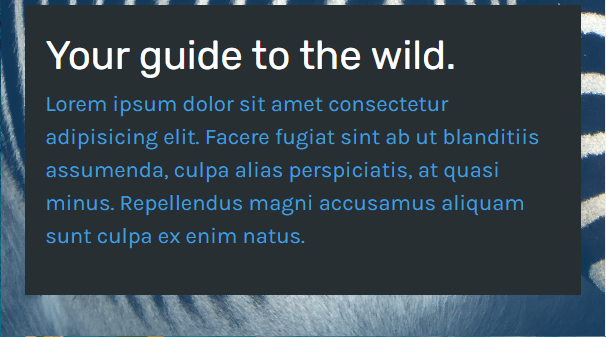 Your guide to the wild.
Lorem ipsum dolor sit amet consectetur
adipisicing elit. Facere fugiat sint ab ut blanditiis
assumenda, culpa alias perspiciatis, at quasi
minus. Repellendus magni accusamus aliquam
sunt culpa ex enim natus.